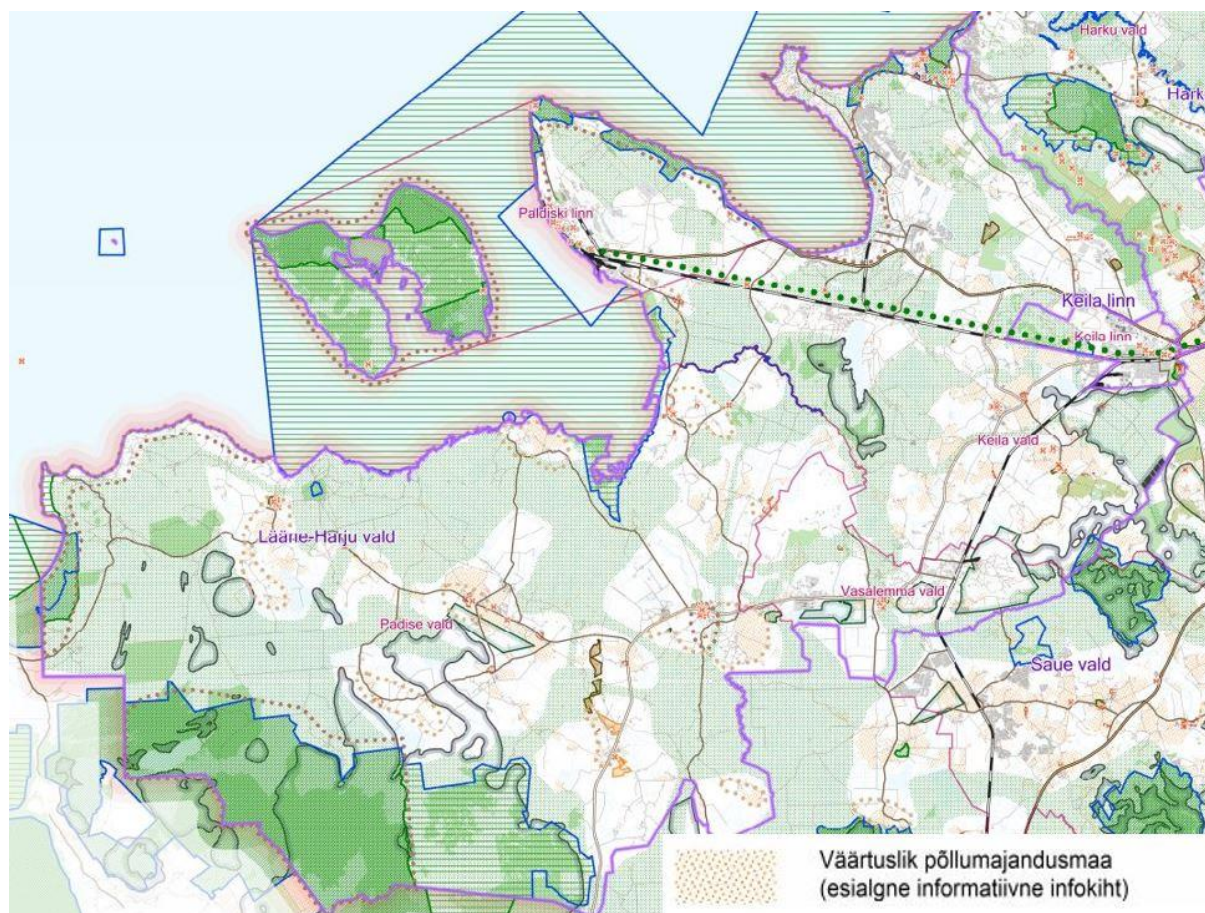 Harku vald
Hark
Paldiski linn
Keila linn
Keila linn
Keila vald
Lääne-Harju vald
Vasalemma vald
Padise vald
Saue vald
Väärtuslik põllumajandusmaa
(esialgne informatiivne infokiht)